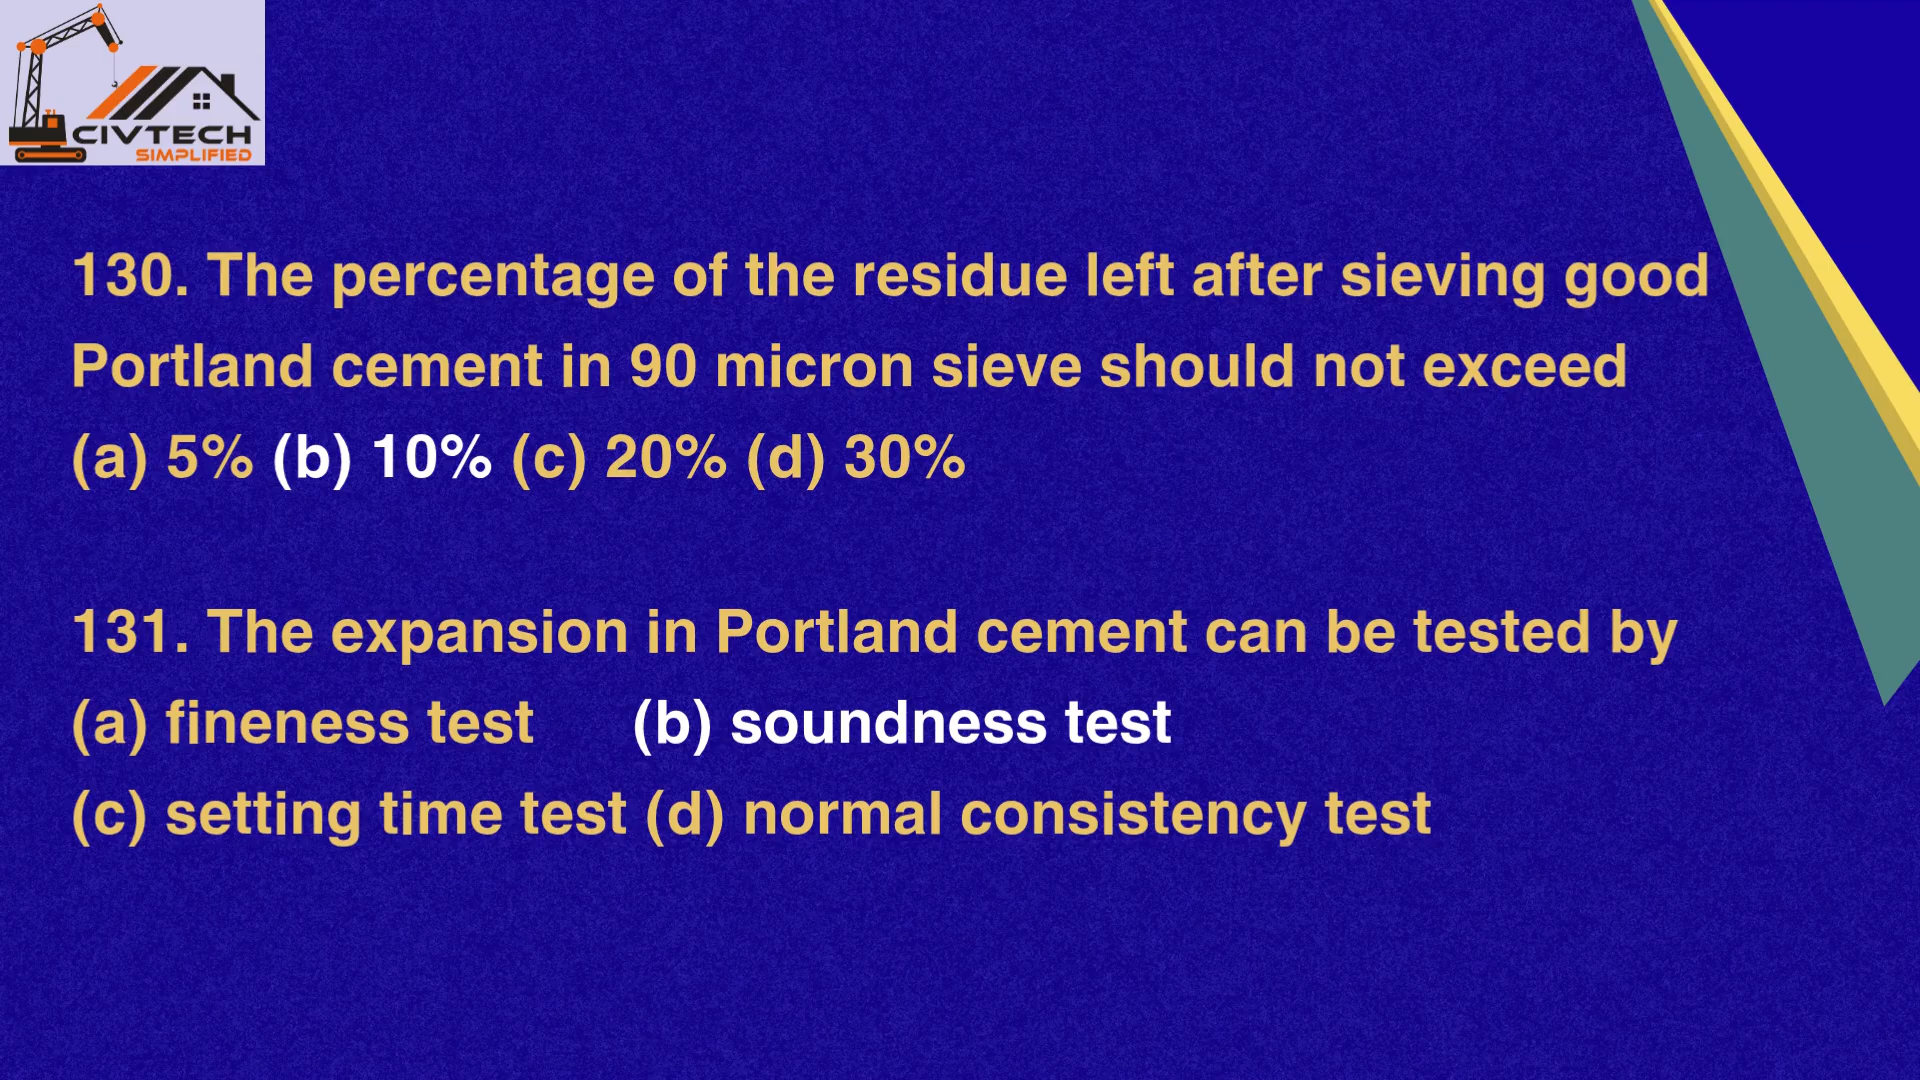 CIVTECH
SIMPLIFIED
130. The percentage of the residue left after sieving good
Portland cement in 90 micron sieve should not exceed
(a) 5% (b) 10% (c) 20% (d) 30%
131. The expansion in Portland cement can be tested by
(a) fineness test (b) soundness test
(c) setting time test (d) normal consistency test